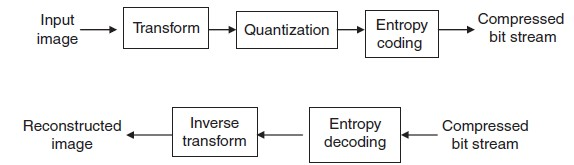 Input
image
Transform
Quantization
Entropy
coding
Compressed
bit stream
Reconstructed
image
Inverse
transform
Entropy
decoding
Compressed
bit stream